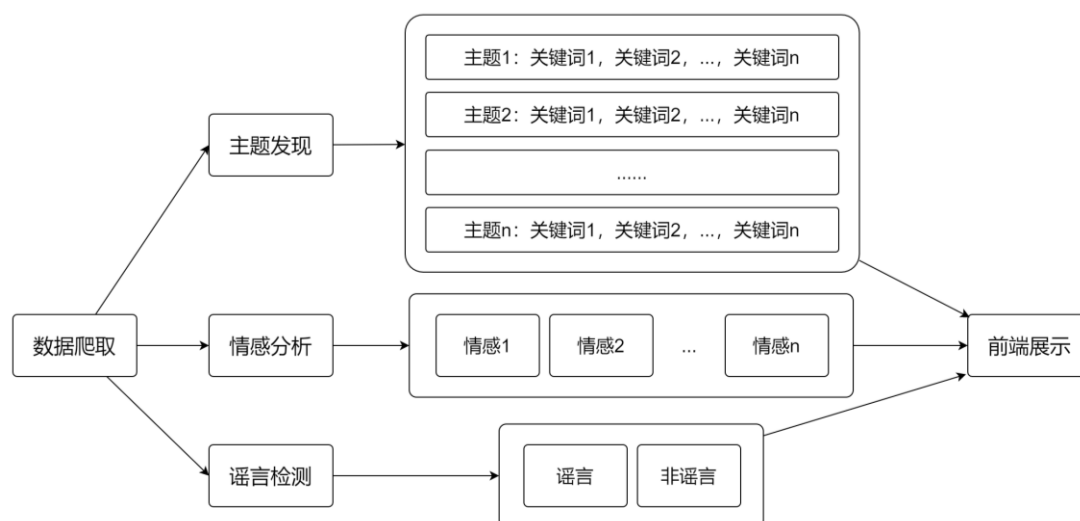 主题1：关键词1，关键词2，...，关键词n
主题2：关键词1，关键词2，...，关键词n
主题发现
......
主题n：关键词1，关键词2，...，关键词n
数据爬取
情感分析
情感1
情感2
...
情感n
前端展示
谣言检测
谣言
非谣言